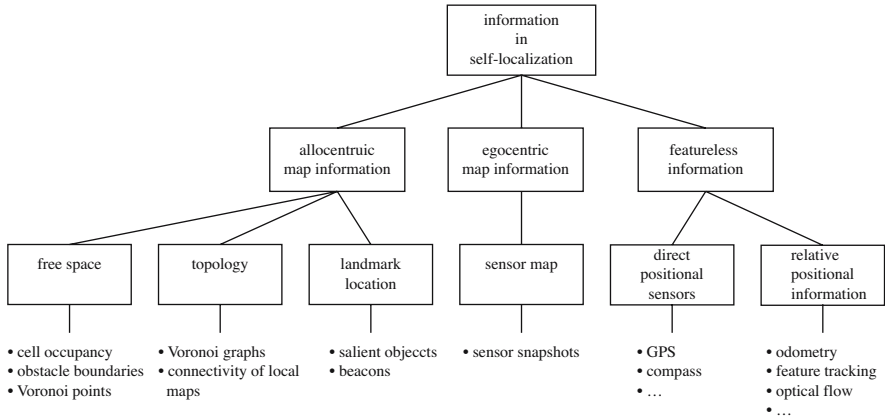 information
in
self-localization
allocentruic
map information
egocentric
map information
featureless
information
free space
topology
landmark
location
sensor map
direct
positional
sensors
relative
positional
information
• cell occupancy
• obstacle boundaries
• Voronoi points
• Voronoi graphs
• connectivity of local
maps
• salient objeccts
• beacons
• sensor snapshots
• GPS
• compass
• …
• odometry
• feature tracking
• optical flow
• …